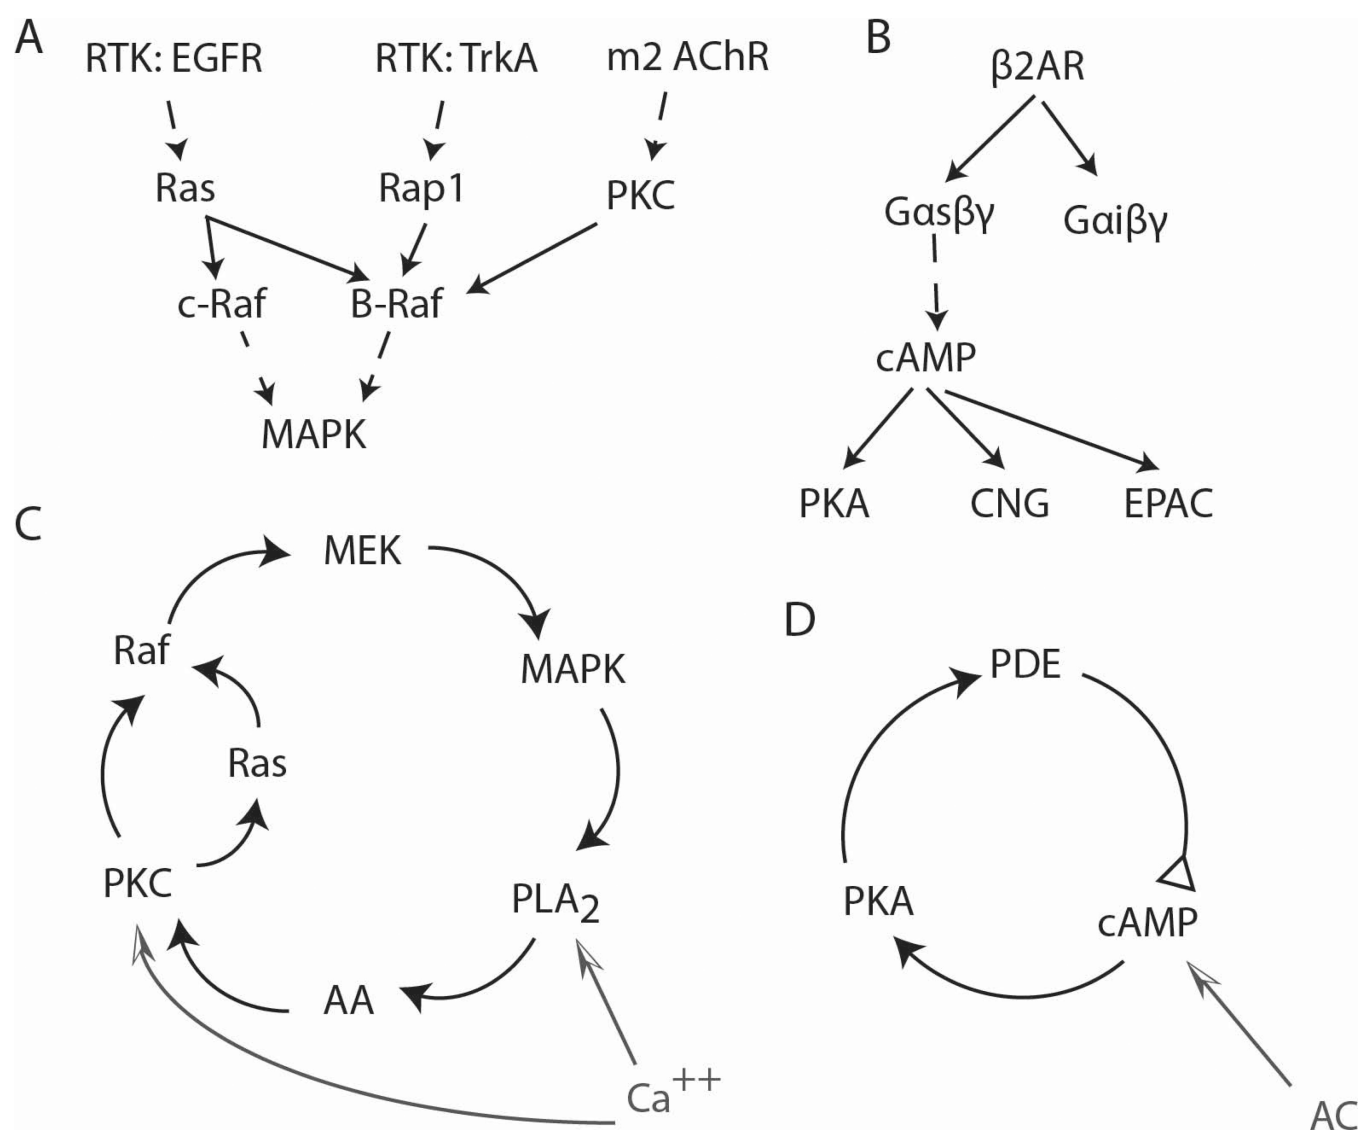 A
RTK: EGFR
RTK: TrkA
m2 AChR
Ras
Rap1
PKC
c-Raf
B-Raf
MAPK
B
β2AR
Gαsβγ
Gαiβγ
cAMP
PKA
CNG
EPAC
C
MEK
Raf
MAPK
Ras
PKC
PLA₂
AA
Ca⁺⁺
D
PDE
PKA
cAMP
AC